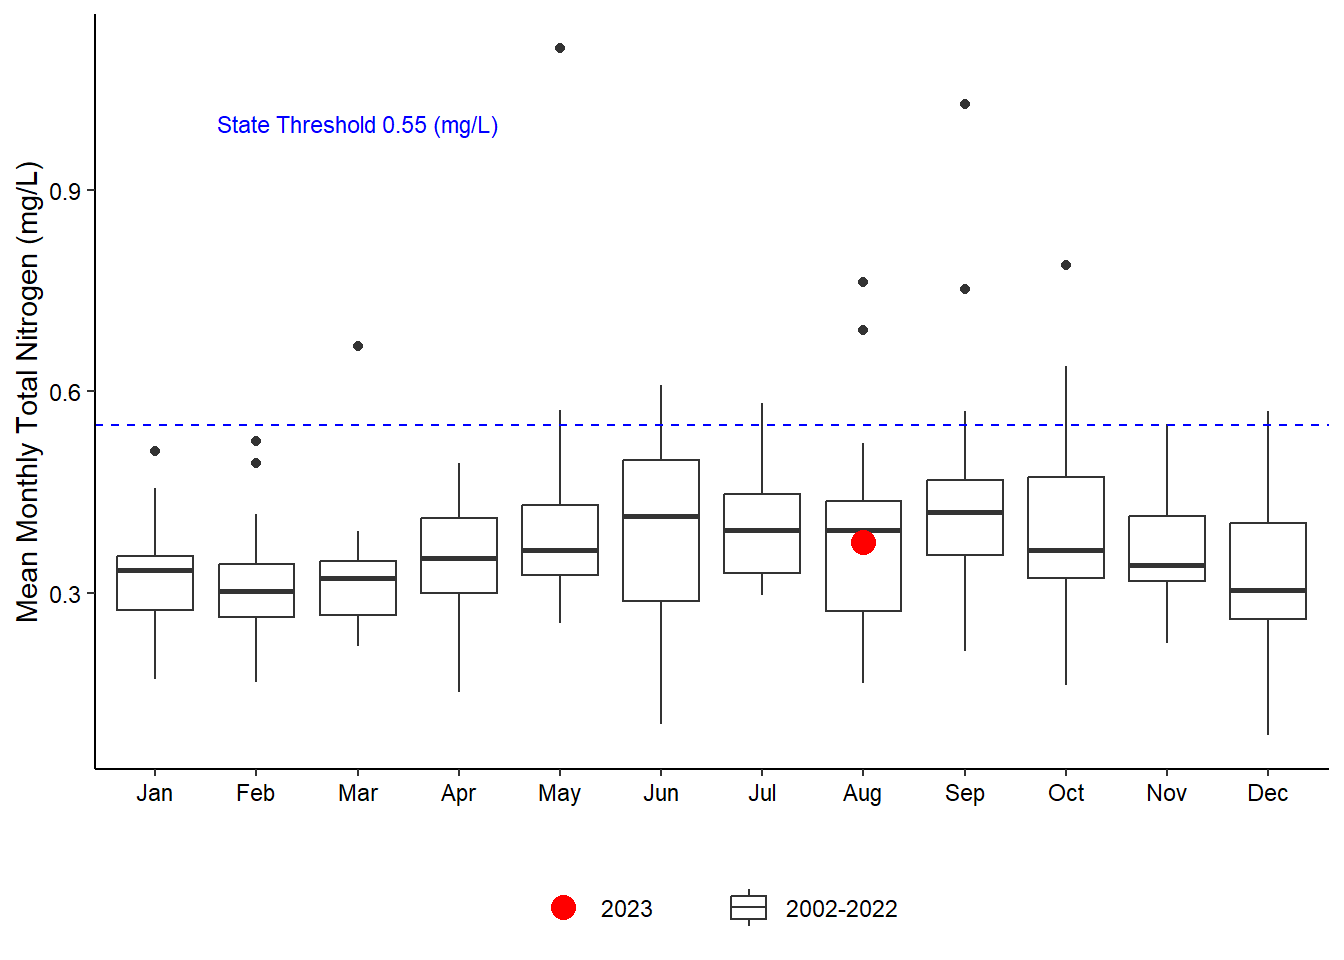 State Threshold 0.55 (mg/L)
Mean Monthly Total Nitrogen (mg/L)
0.9
0.6
0.3
Jan Feb Mar Apr May Jun Jul Aug Sep Oct Nov Dec
2023 2002-2022